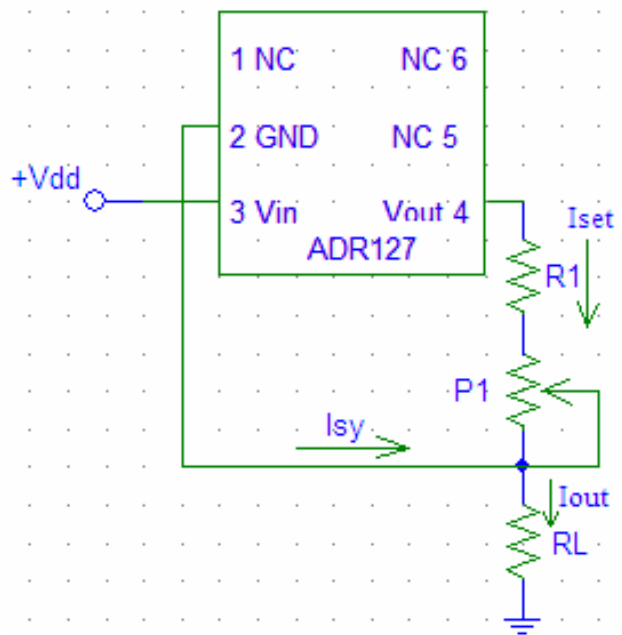 1 NC
NC 6
2 GND
NC 5
+Vdd
3 Vin
Vout 4
Iset
ADR127
R1
P1
Isy
Iout
RL